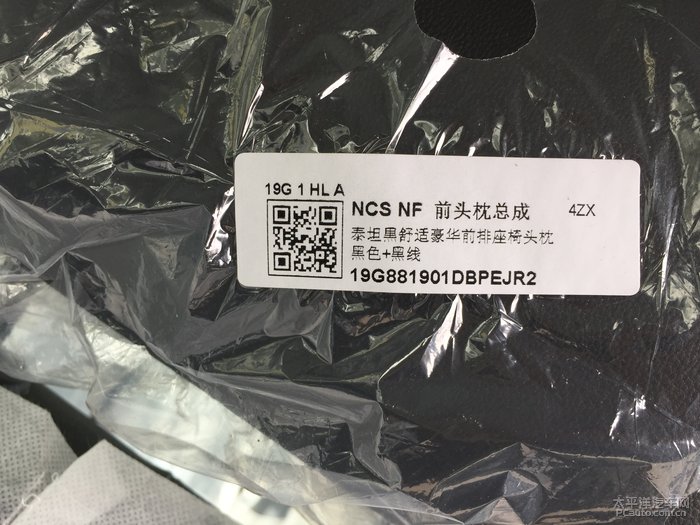 19G 1 HL A
NCS NF 前头枕总成 4ZX
泰坦黑舒适豪华前排座椅头枕
黑色+黑线
19G881901DBPEJR2
太平洋汽车网
PCauto.com.cn